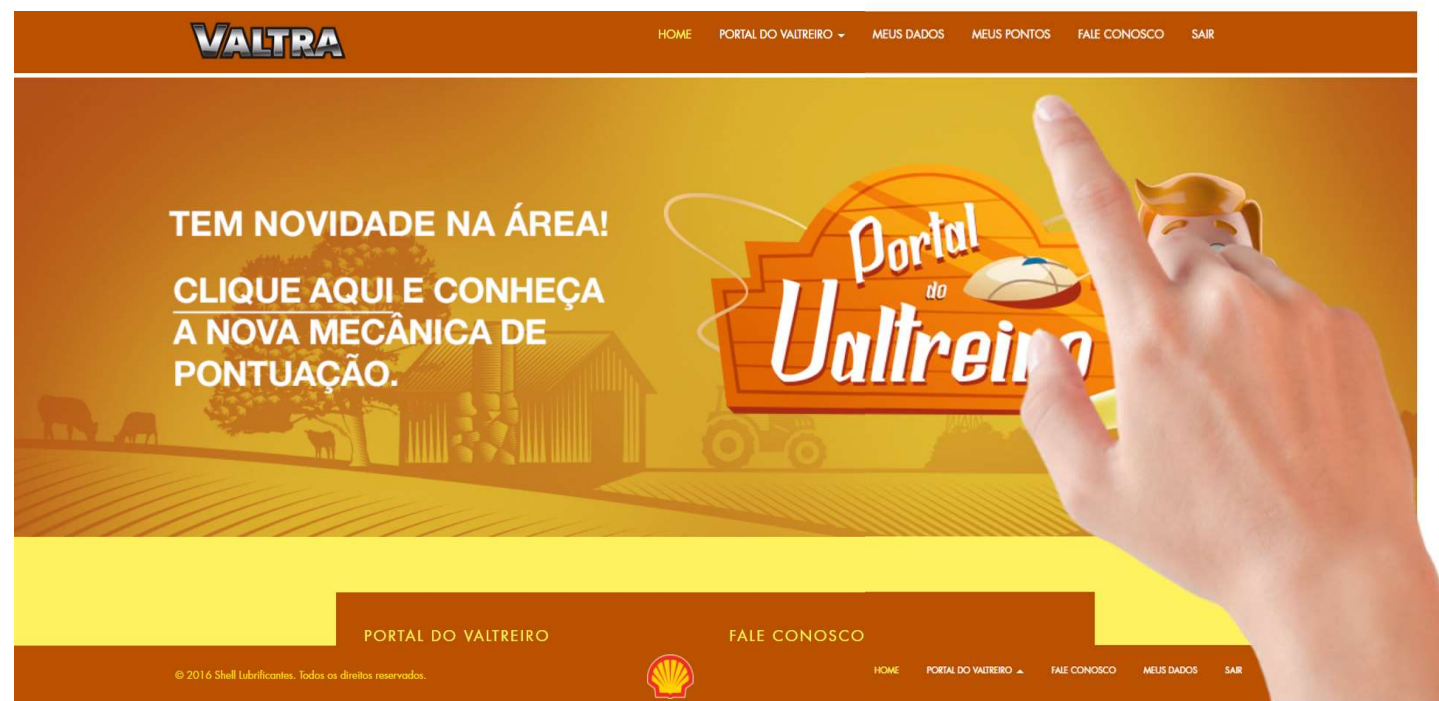 VALTRA
HOME PORTAL DO VALTREIRO MEUS DADOS MEUS PONTOS FALE CONOSCO SAIR
TEM NOVIDADE NA ÁREA!
CLIQUE AQUI E CONHEÇA
A NOVA MECÂNICA DE
PONTUAÇÃO.
Portal
do
Valtreiro
PORTAL DO VALTREIRO FALE CONOSCO
© 2016 Shell Lubrificantes. Todos os direitos reservados.
HOME PORTAL DO VALTREIRO FALE CONOSCO MEUS DADOS SAIR